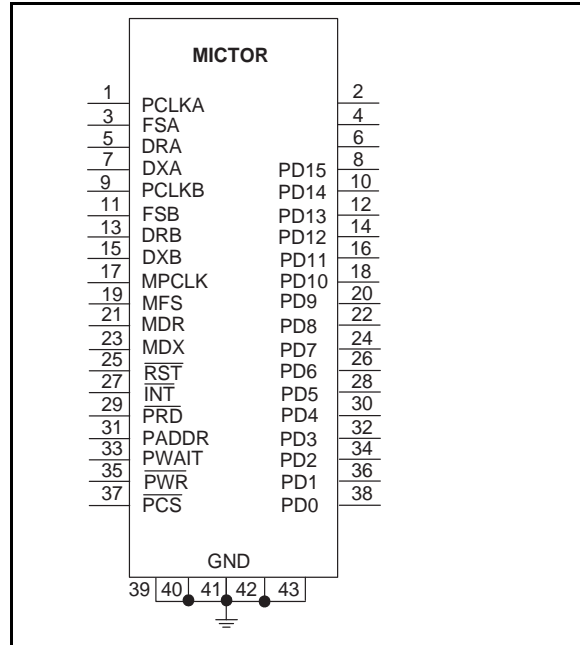 MICTOR
1 2
PCLKA
3 4
FSA
5 6
DRA
7 8
DXA PD15
9 10
PCLKB PD14
11 12
FSB PD13
13 14
DRB PD12
15 16
DXB PD11
17 18
MPCLK PD10
19 20
MFS PD9
21 22
MDR PD8
23 24
MDX PD7
25 26
RST PD6
27 28
INT PD5
29 30
PRD PD4
31 32
PADDR PD3
33 34
PWAIT PD2
35 36
PWR PD1
37 38
PCS PD0
GND
39 40 41 42 43